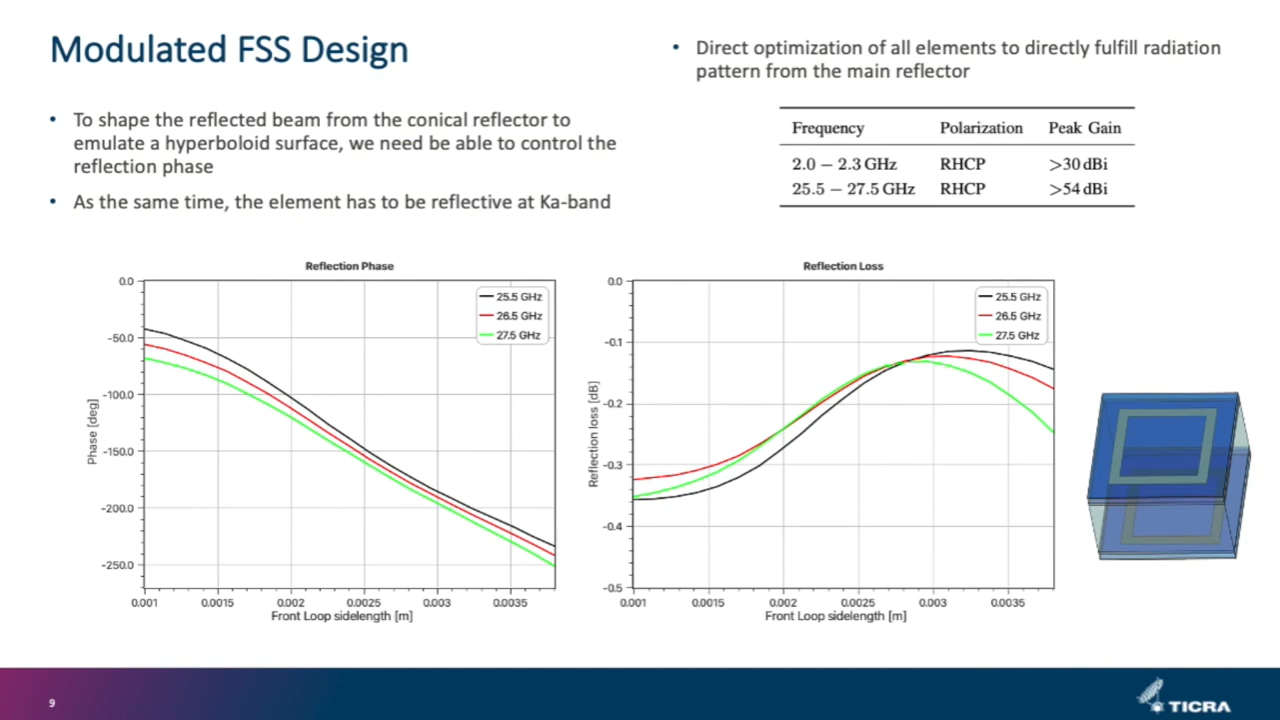 Modulated FSS Design
• To shape the reflected beam from the conical reflector to
emulate a hyperboloid surface, we need be able to control the
reflection phase
• As the same time, the element has to be reflective at Ka-band
• Direct optimization of all elements to directly fulfill radiation
pattern from the main reflector
Frequency Polarization Peak Gain
2.0 – 2.3 GHz RHCP >30 dBi
25.5 – 27.5 GHz RHCP >54 dBi
Reflection Phase
25.5 GHz
26.5 GHz
27.5 GHz
Phase [deg]
0.0
-50.0
-100.0
-150.0
-200.0
-250.0
0.001 0.0015 0.002 0.0025 0.003 0.0035
Front Loop sidelength [m]
Reflection Loss
25.5 GHz
26.5 GHz
27.5 GHz
Reflection loss [dB]
0.0
-0.1
-0.2
-0.3
-0.4
-0.5
0.001 0.0015 0.002 0.0025 0.003 0.0035
Front Loop sidelength [m]
9
TICRA